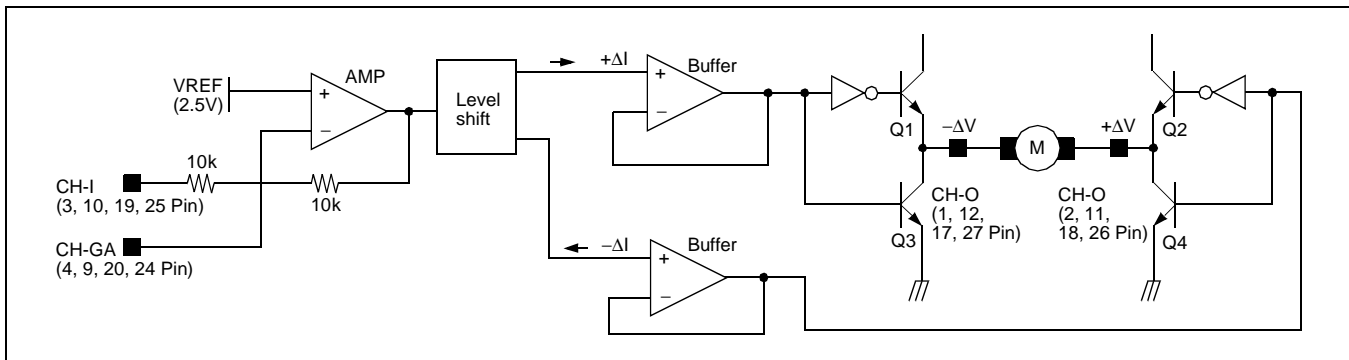 VREF
(2.5V)
+
−
AMP
10k
10k
CH-I
(3, 10, 19, 25 Pin)
CH-GA
(4, 9, 20, 24 Pin)
Level
shift
+ΔI
−ΔI
+
−
Buffer
+
−
Buffer
Q1
Q3
−ΔV
M
+ΔV
Q2
Q4
CH-O
(1, 12,
17, 27 Pin)
CH-O
(2, 11,
18, 26 Pin)